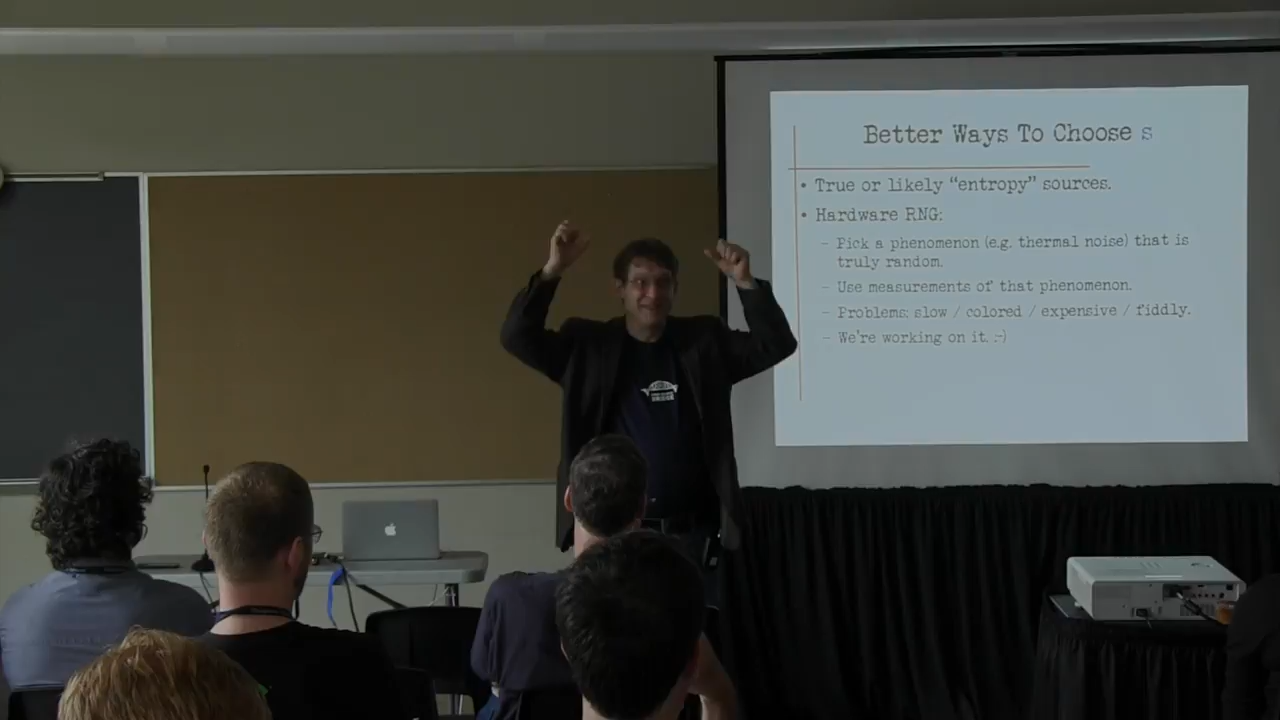 Better Ways To Choose s
• True or likely “entropy” sources.
• Hardware RNG:
– Pick a phenomenon (e.g. thermal noise) that is
truly random.
– Use measurements of that phenomenon.
– Problems: slow / colored / expensive / fiddly.
– We're working on it. :-)